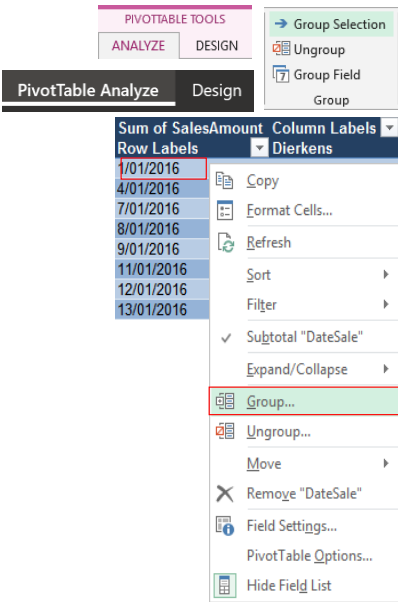 PIVOTTABLE TOOLS
ANALYZE DESIGN
PivotTable Analyze Design
Group Selection
Ungroup
7 Group Field
Group
Sum of SalesAmount Column Labels
Row Labels Dierkens
1/01/2016
4/01/2016
7/01/2016
8/01/2016
9/01/2016
11/01/2016
12/01/2016
13/01/2016
Copy
Format Cells...
Refresh
Sort
Filter
Subtotal "DateSale"
Expand/Collapse
Group...
Ungroup...
Move
Remove "DateSale"
Field Settings...
PivotTable Options...
Hide Field List